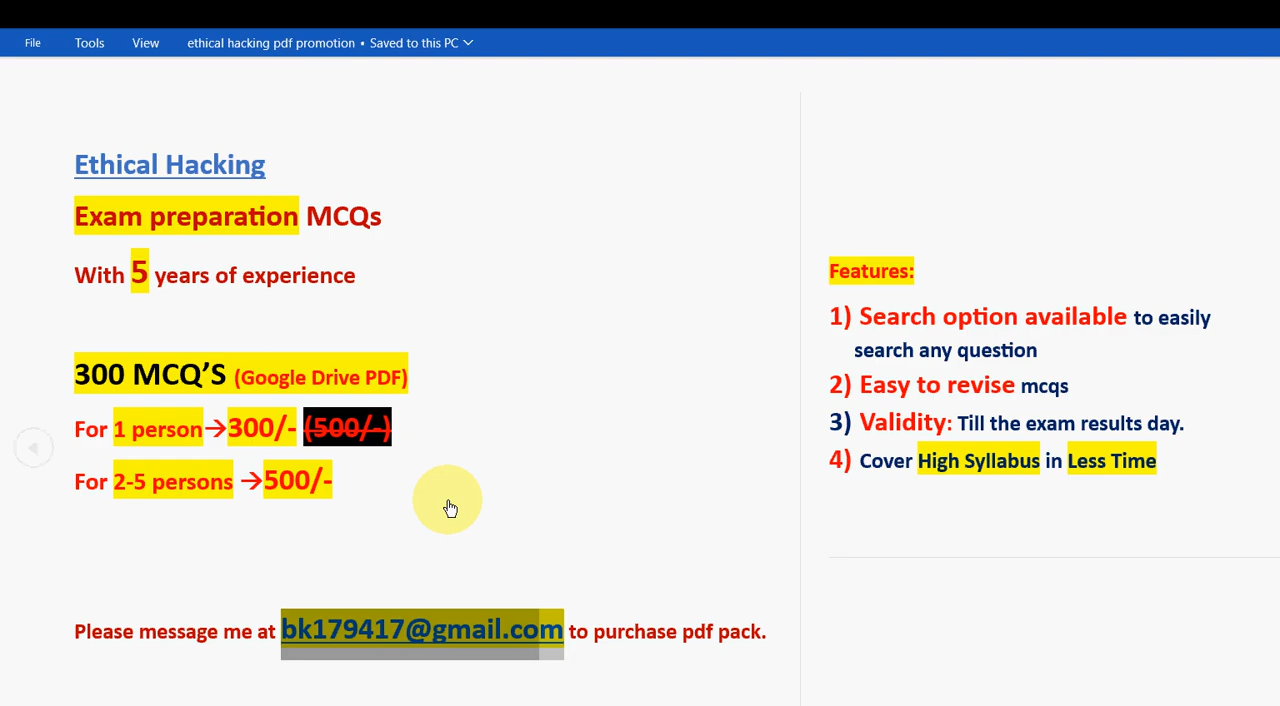 File Tools View ethical hacking pdf promotion • Saved to this PC
Ethical Hacking
Exam preparation MCQs
With 5 years of experience
300 MCQ’S (Google Drive PDF)
For 1 person→300/- (500/-)
For 2-5 persons →500/-
Please message me at bk179417@gmail.com to purchase pdf pack.
Features:
1) Search option available to easily
search any question
2) Easy to revise mcqs
3) Validity: Till the exam results day.
4) Cover High Syllabus in Less Time